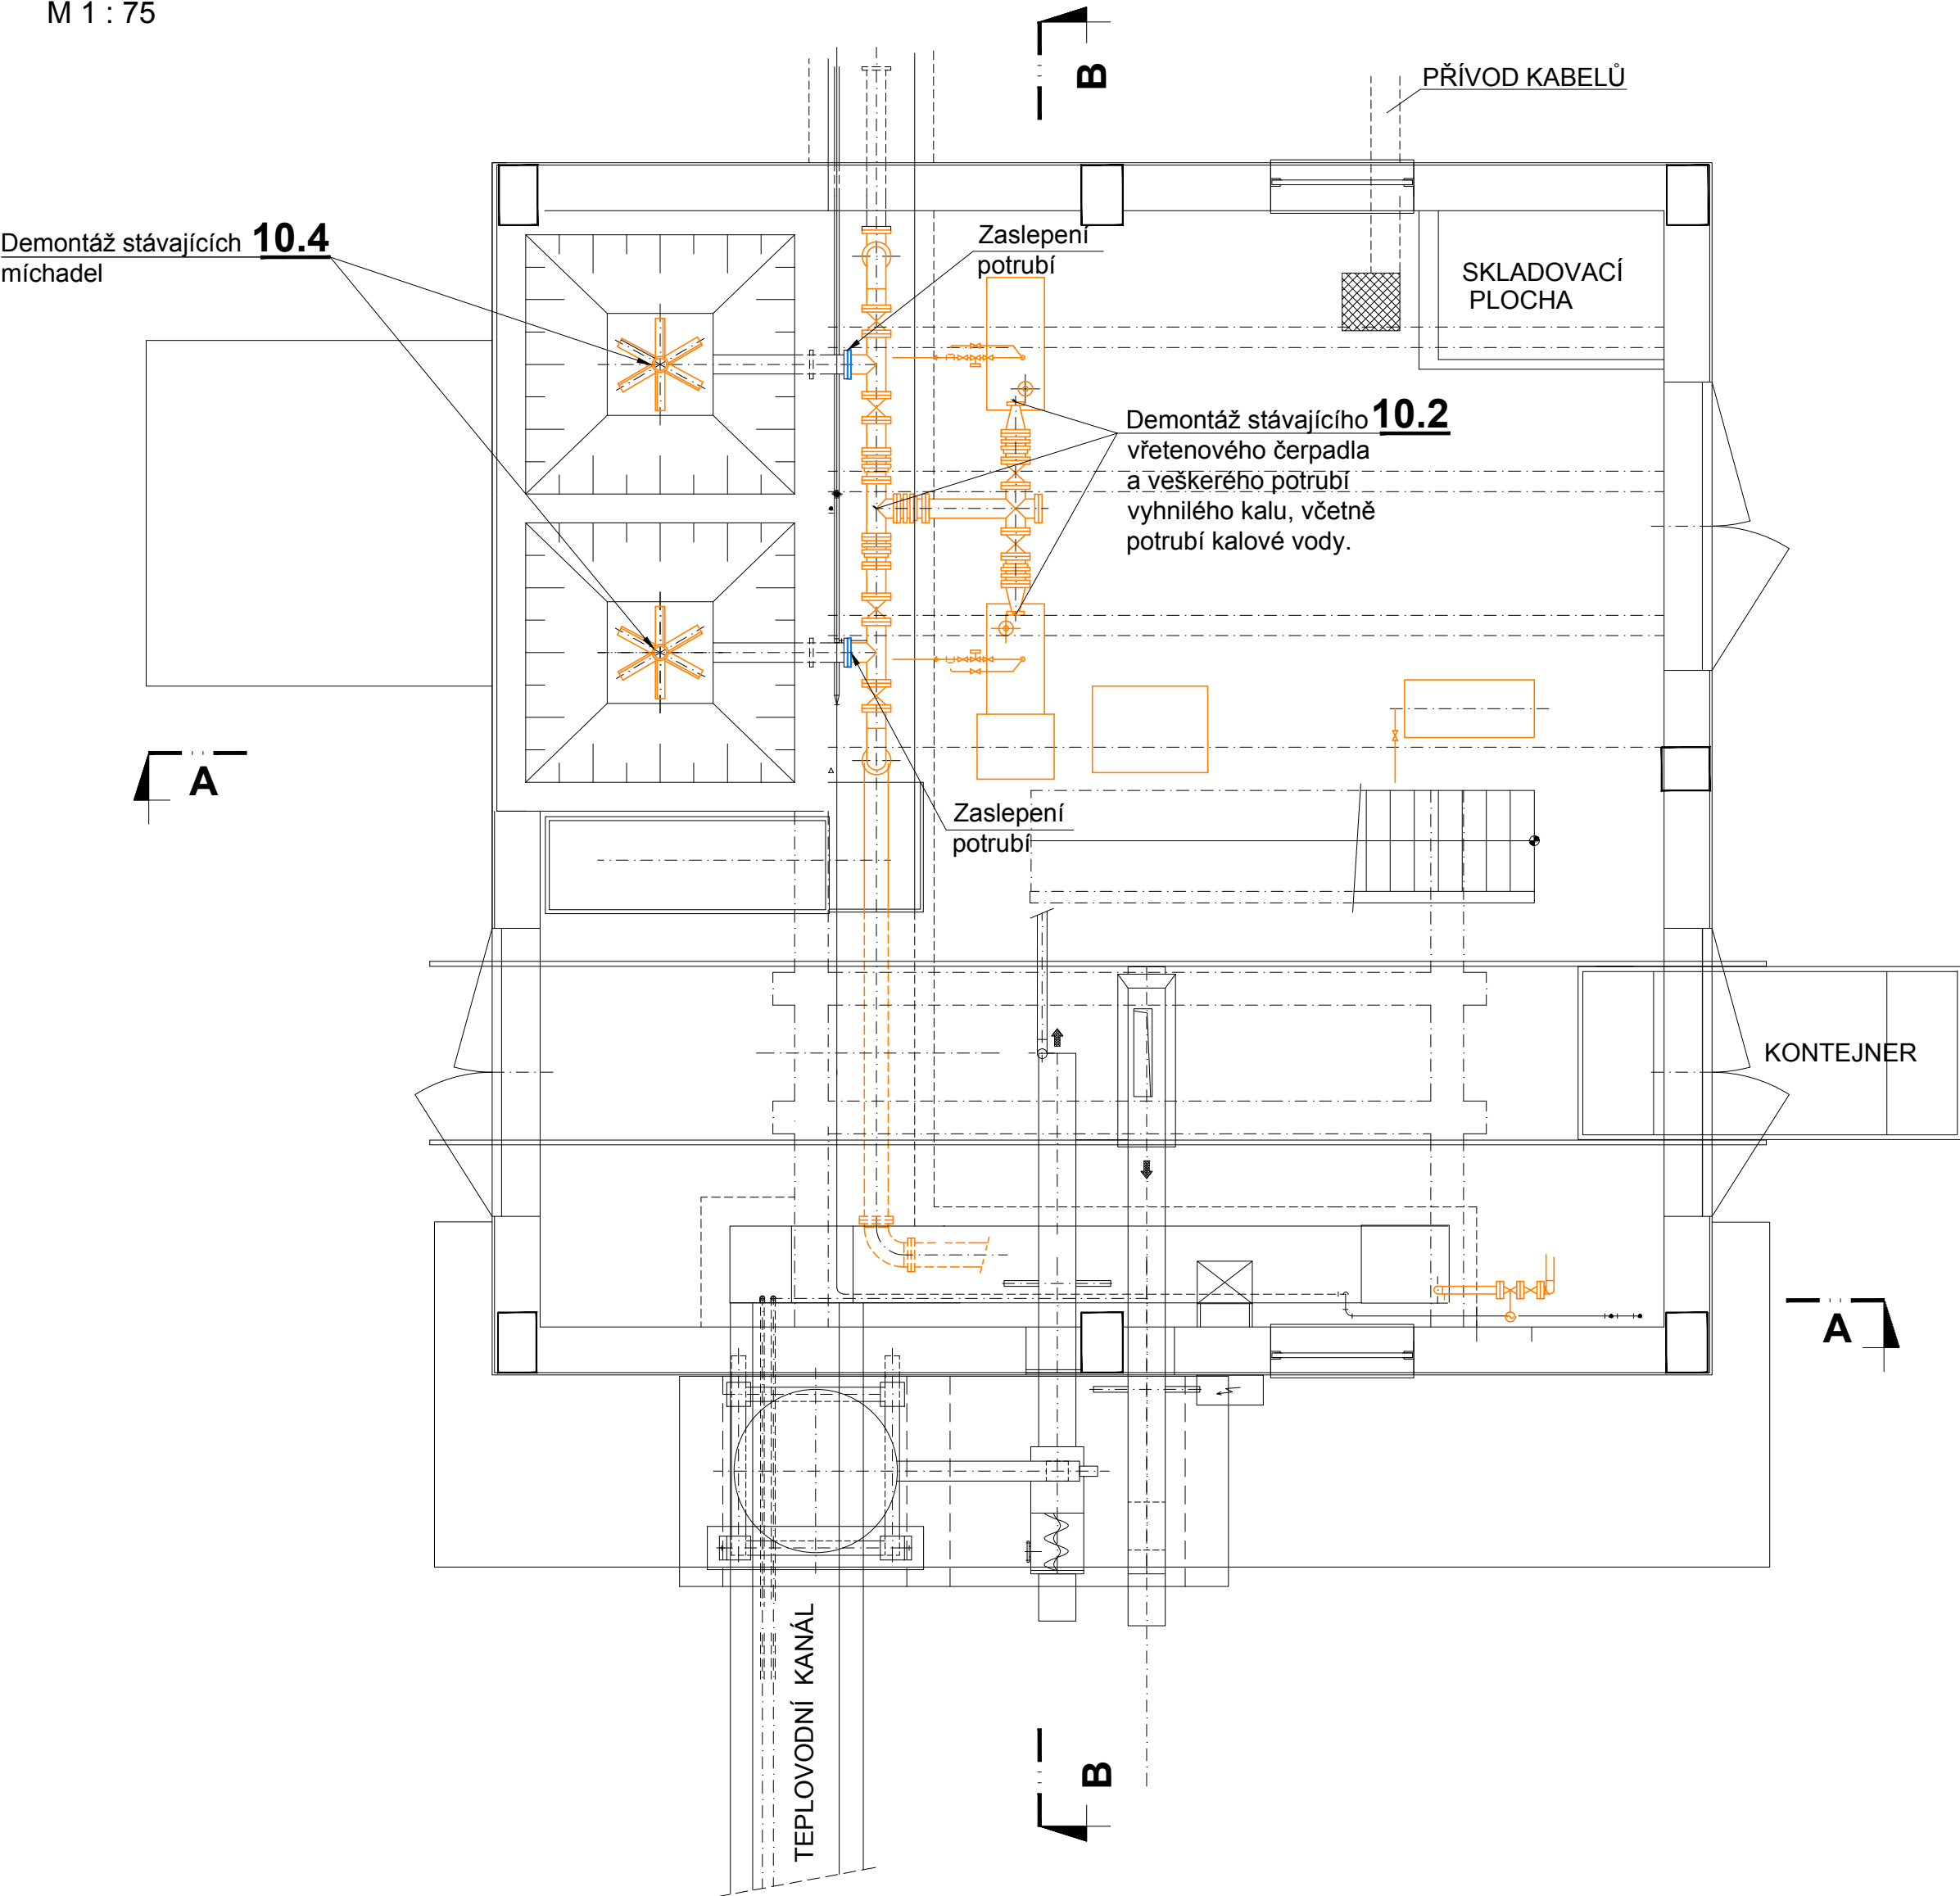 M 1 : 75
B
PŘÍVOD KABELŮ
Demontáž stávajících 10.4
míchadel
Zaslepení
potrubí
SKLADOVACÍ
PLOCHA
Demontáž stávajícího 10.2
vřetenového čerpadla
a veškerého potrubí
vyhnilého kalu, včetně
potrubí kalové vody.
A
Zaslepení
potrubí
KONTEJNER
A
TEPLOVODNÍ KANÁL
B